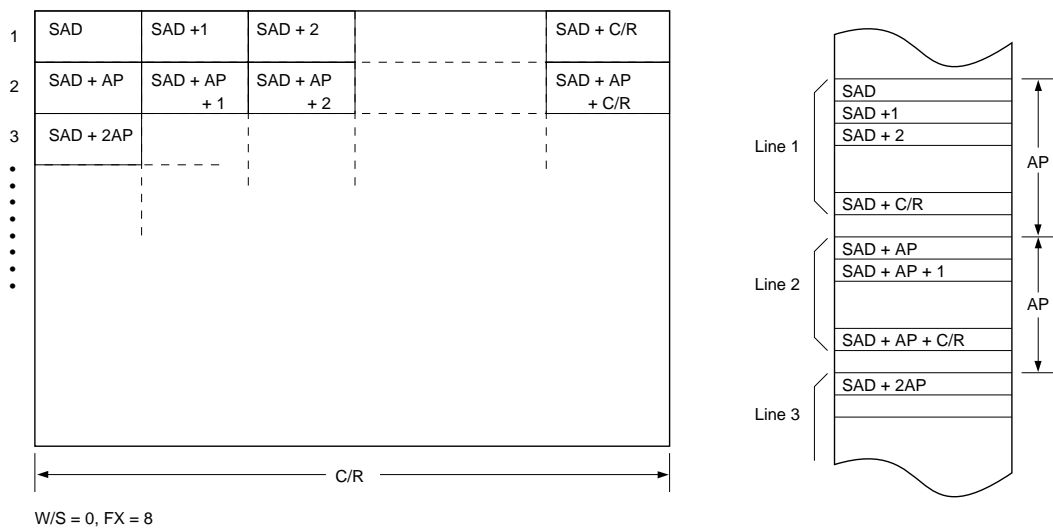 1 SAD SAD +1 SAD + 2 SAD + C/R
2 SAD + AP SAD + AP + 1 SAD + AP + 2 SAD + AP + C/R
3 SAD + 2AP
C/R
W/S = 0, FX = 8
Line 1
SAD
SAD +1
SAD + 2
SAD + C/R
AP
Line 2
SAD + AP
SAD + AP + 1
SAD + AP + C/R
AP
Line 3
SAD + 2AP